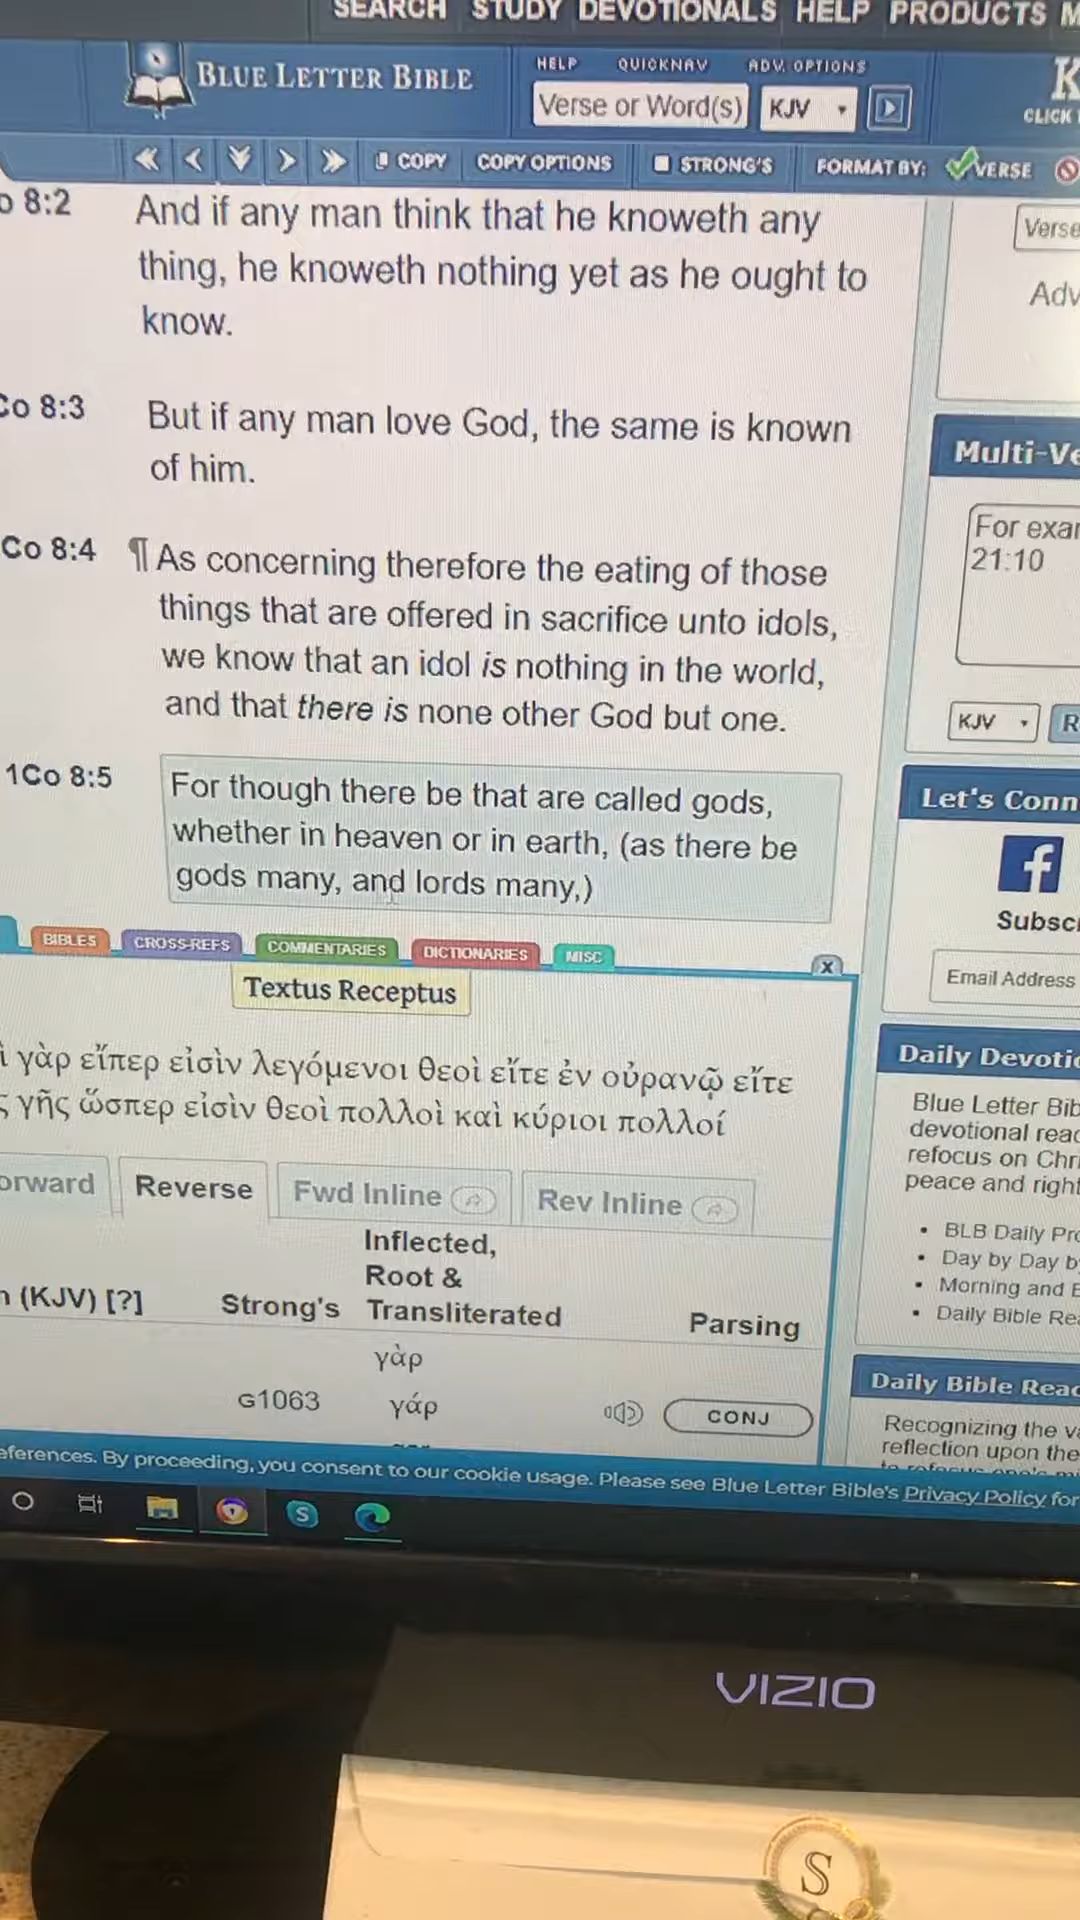 SEARCH STUDY DEVOTIONALS HELP PRODUCTS
BLUE LETTER BIBLE
HELP QUICKNAV ADV. OPTIONS
Verse or Word(s) KJV
CLICK
COPY COPY OPTIONS STRONG'S FORMAT BY: VERSE
8:2 And if any man think that he knoweth any
thing, he knoweth nothing yet as he ought to
know.
Co 8:3 But if any man love God, the same is known
of him.
Co 8:4 ¶ As concerning therefore the eating of those
things that are offered in sacrifice unto idols,
we know that an idol is nothing in the world,
and that there is none other God but one.
1Co 8:5 For though there be that are called gods,
whether in heaven or in earth, (as there be
gods many, and lords many,)
BIBLES CROSS-REFS COMMENTARIES DICTIONARIES MISC X
Textus Receptus
γὰρ εἴπερ εἰσὶν λεγόμενοι θεοὶ εἴτε ἐν οὐρανῷ εἴτε
γῆς ὥσπερ εἰσὶν θεοὶ πολλοὶ καὶ κύριοι πολλοί
orward Reverse Fwd Inline Rev Inline
Inflected,
Root &
(KJV) [?] Strong's Transliterated Parsing
γὰρ
G1063 γάρ CONJ
Verse
Adv
Multi-Ve
For exam
21:10
KJV R
Let's Conn
f
Subsc
Email Address
Daily Devotio
Blue Letter Bib
devotional read
refocus on Chri
peace and right
• BLB Daily Pro
• Day by Day b
• Morning and E
• Daily Bible Rea
Daily Bible Read
Recognizing the va
reflection upon the
eferences. By proceeding, you consent to our cookie usage. Please see Blue Letter Bible's Privacy Policy for
S
VIZIO
S